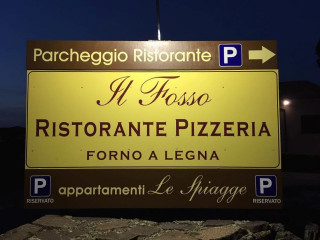 Parcheggio Ristorante P
Il Fosso
RISTORANTE PIZZERIA
FORNO A LEGNA
P RISERVATO appartamenti Le Spiagge P RISERVATO